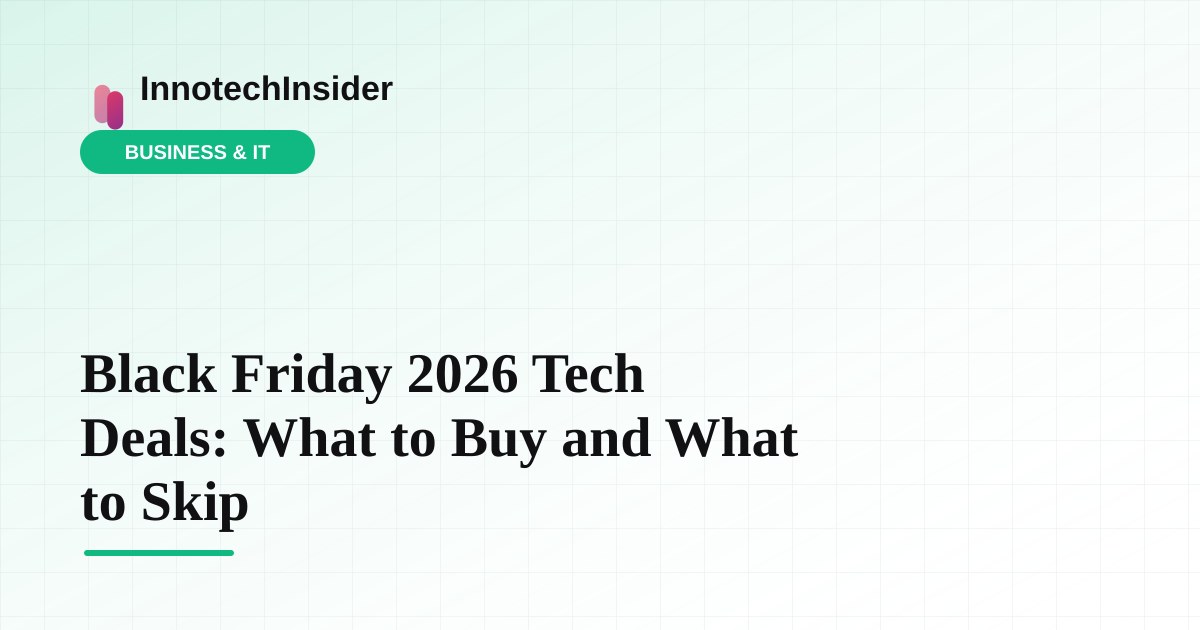 InnotechInsider
BUSINESS & IT
Black Friday 2026 Tech
Deals: What to Buy and What
to Skip